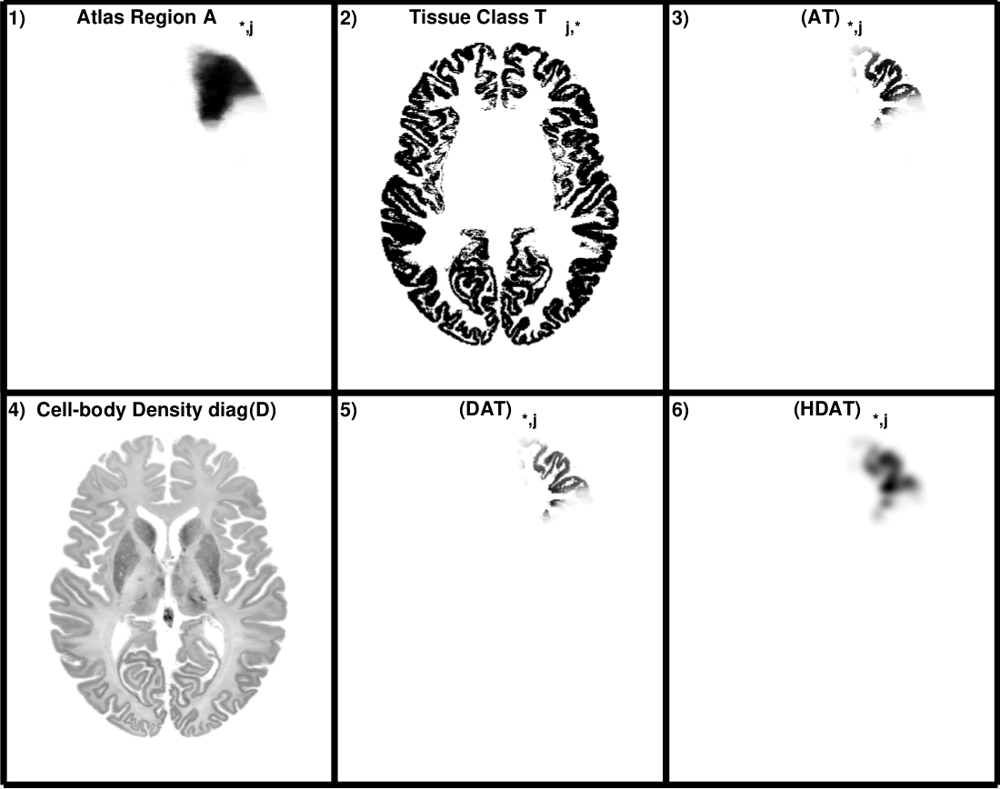 1) Atlas Region A *,j
2) Tissue Class T j,*
3) (AT) *,j
4) Cell-body Density diag(D)
5) (DAT) *,j
6) (HDAT) *,j